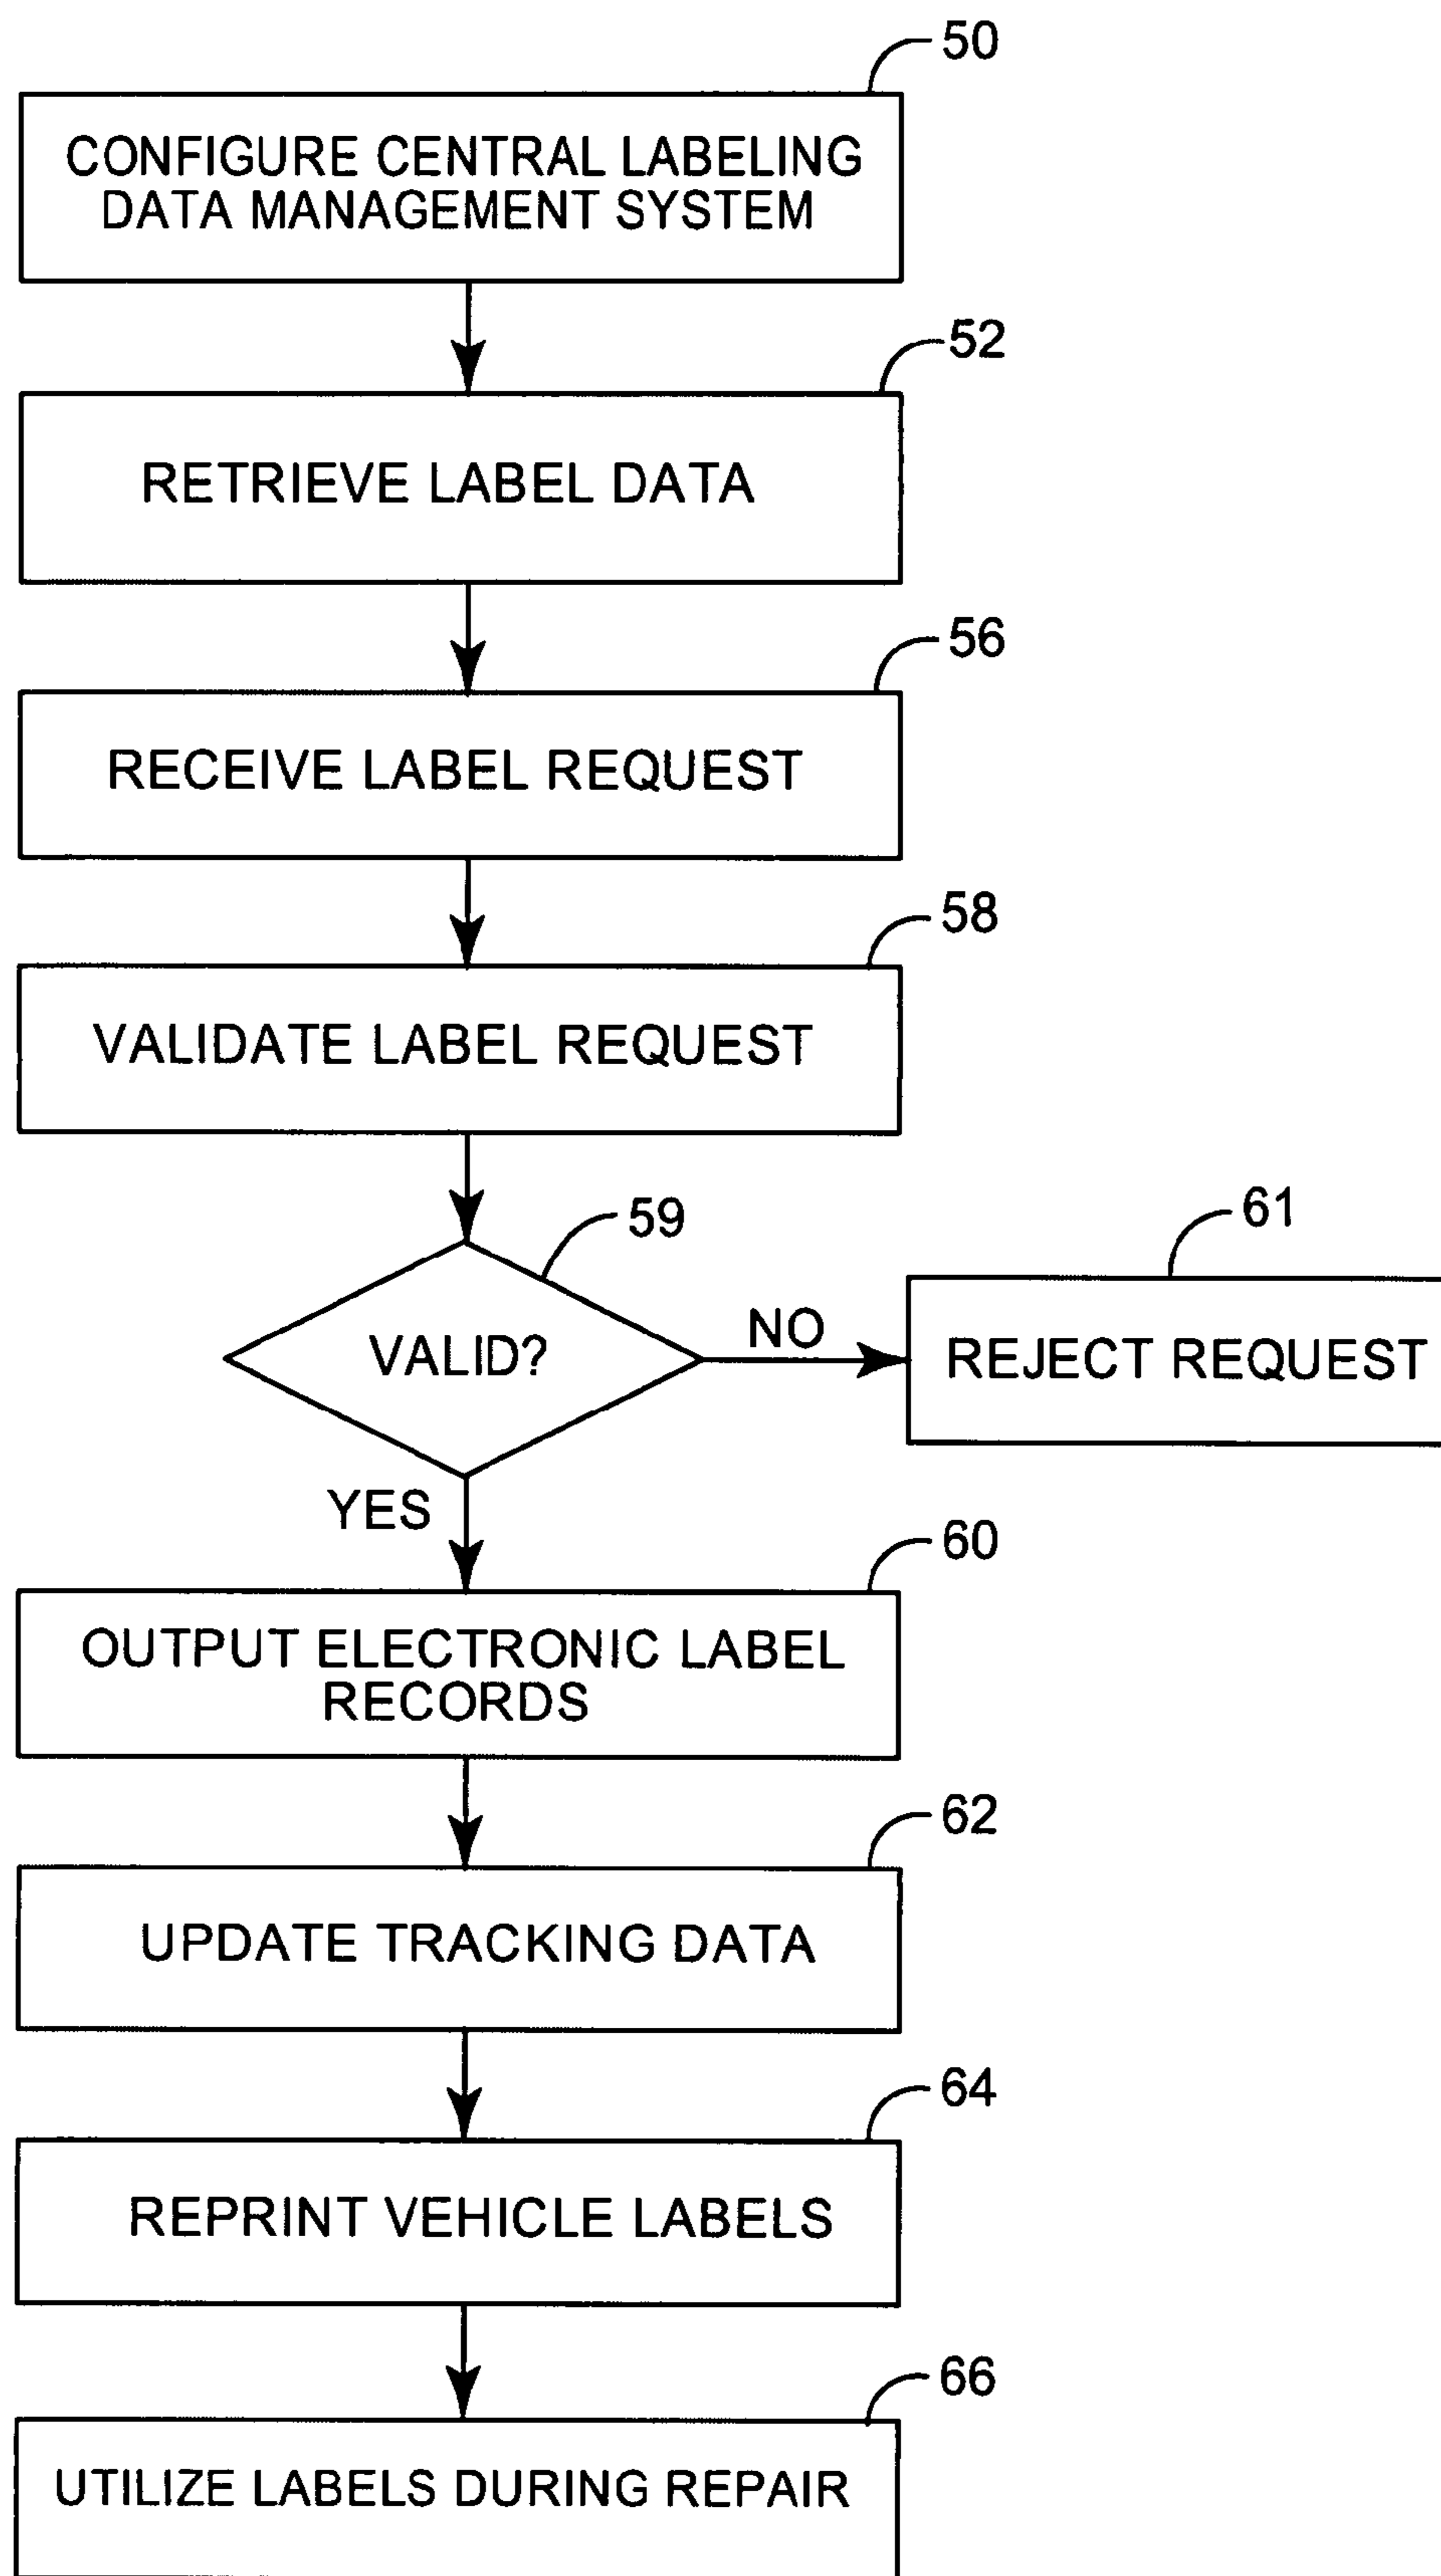 50
CONFIGURE CENTRAL LABELING
DATA MANAGEMENT SYSTEM
52
RETRIEVE LABEL DATA
56
RECEIVE LABEL REQUEST
58
VALIDATE LABEL REQUEST
59
VALID?
NO
61
REJECT REQUEST
YES
60
OUTPUT ELECTRONIC LABEL
RECORDS
62
UPDATE TRACKING DATA
64
REPRINT VEHICLE LABELS
66
UTILIZE LABELS DURING REPAIR